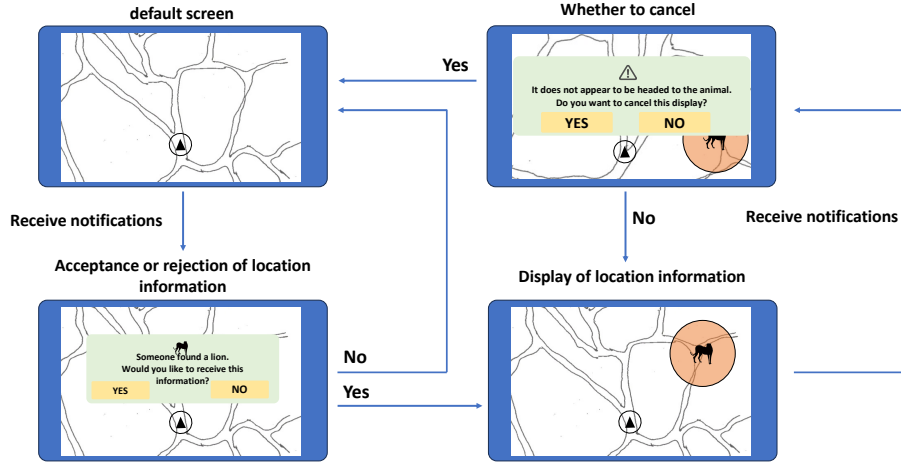 default screen
Whether to cancel
Yes
It does not appear to be headed to the animal.
Do you want to cancel this display?
YES NO
Receive notifications
No
Receive notifications
Acceptance or rejection of location
information
Display of location information
Someone found a lion.
Would you like to receive this
information?
YES NO
No
Yes